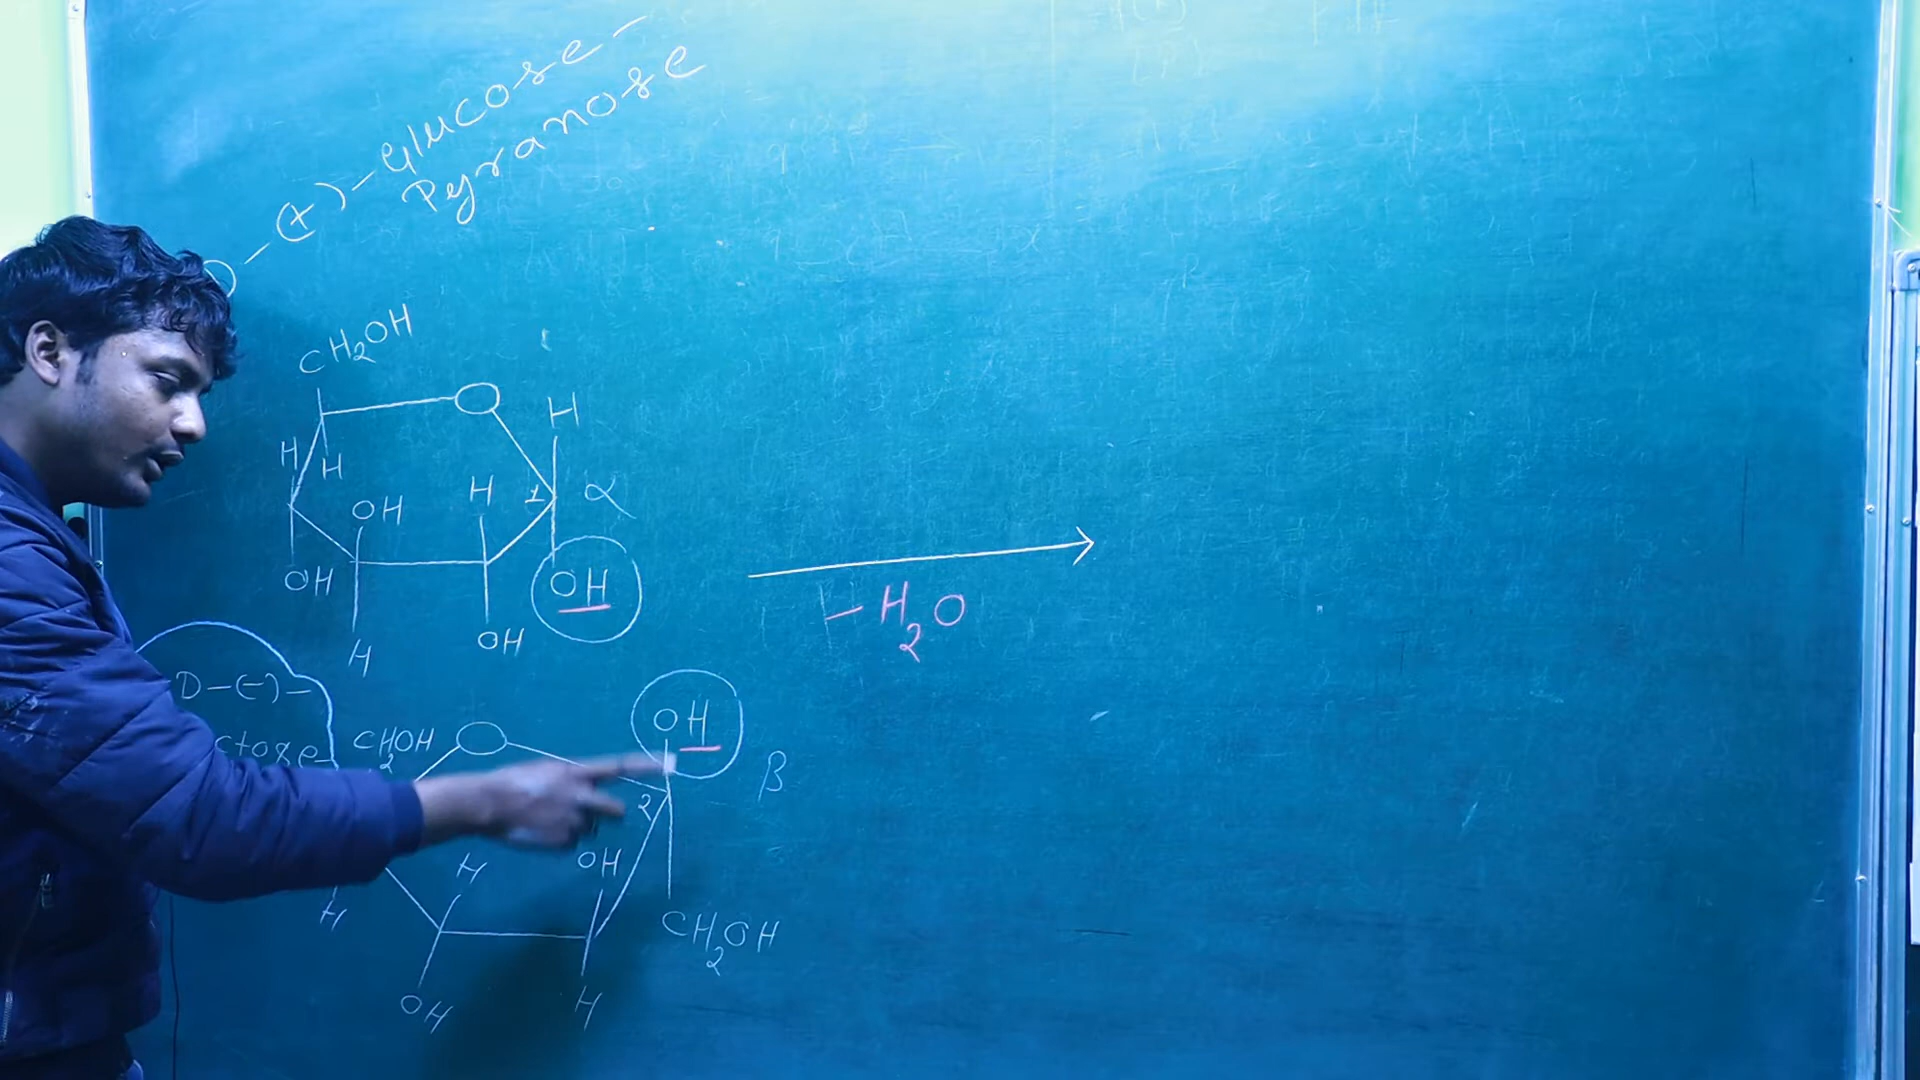 D-(+)-Glucose-
Pyranose
CH2OH
O H
H H
OH H 1 α
OH OH
OH
H
-H2O
D-(-)-
ctose-
CH2OH O OH
β
2
H OH
H
CH2OH
OH H